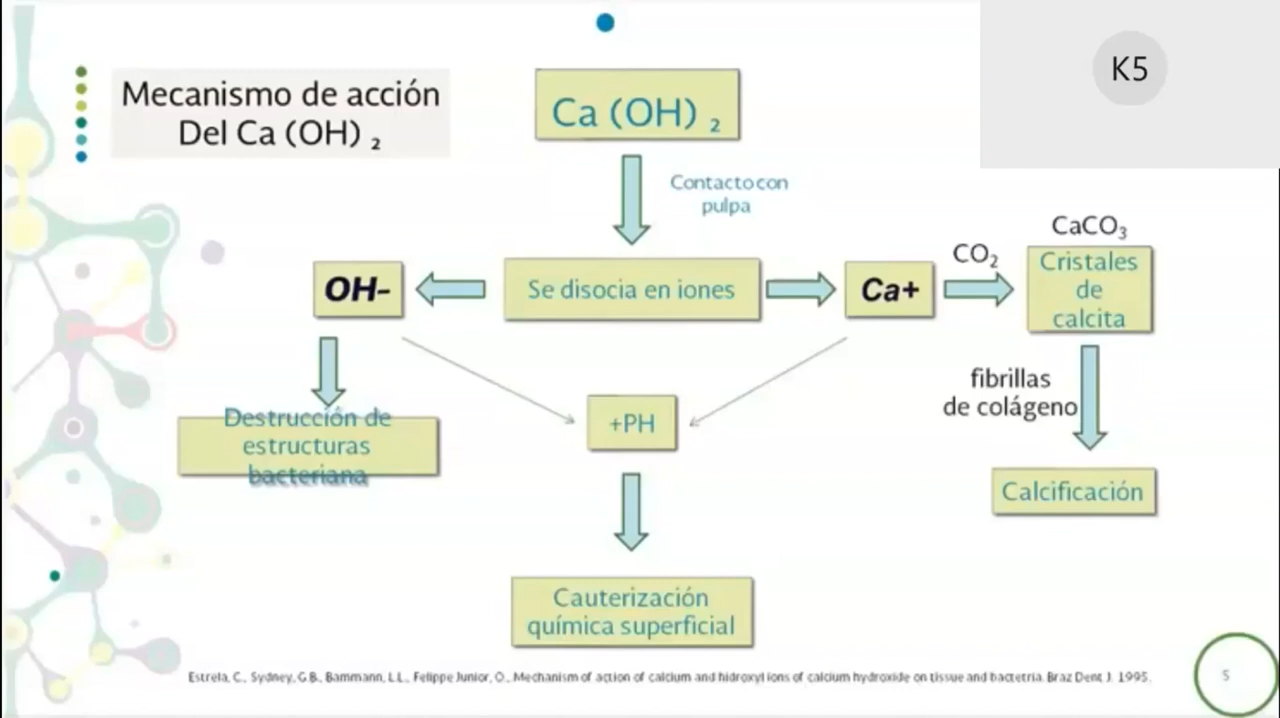 K5
Mecanismo de acción
Del Ca (OH) ₂
Ca (OH) ₂
Contacto con
pulpa
OH-
Se disocia en iones
Ca+
CO₂
CaCO₃
Cristales
de
calcita
fibrillas
de colágeno
Destrucción de
estructuras
bacteriana
+PH
Calcificación
Cauterización
química superficial
Estrela, C., Sydney, G.B., Bammann, L.L., Felippe Junior, O., Mechanism of action of calcium and hidroxyl ions of calcium hydroxide on tissue and bactetria. Braz Dent J. 1995.
5